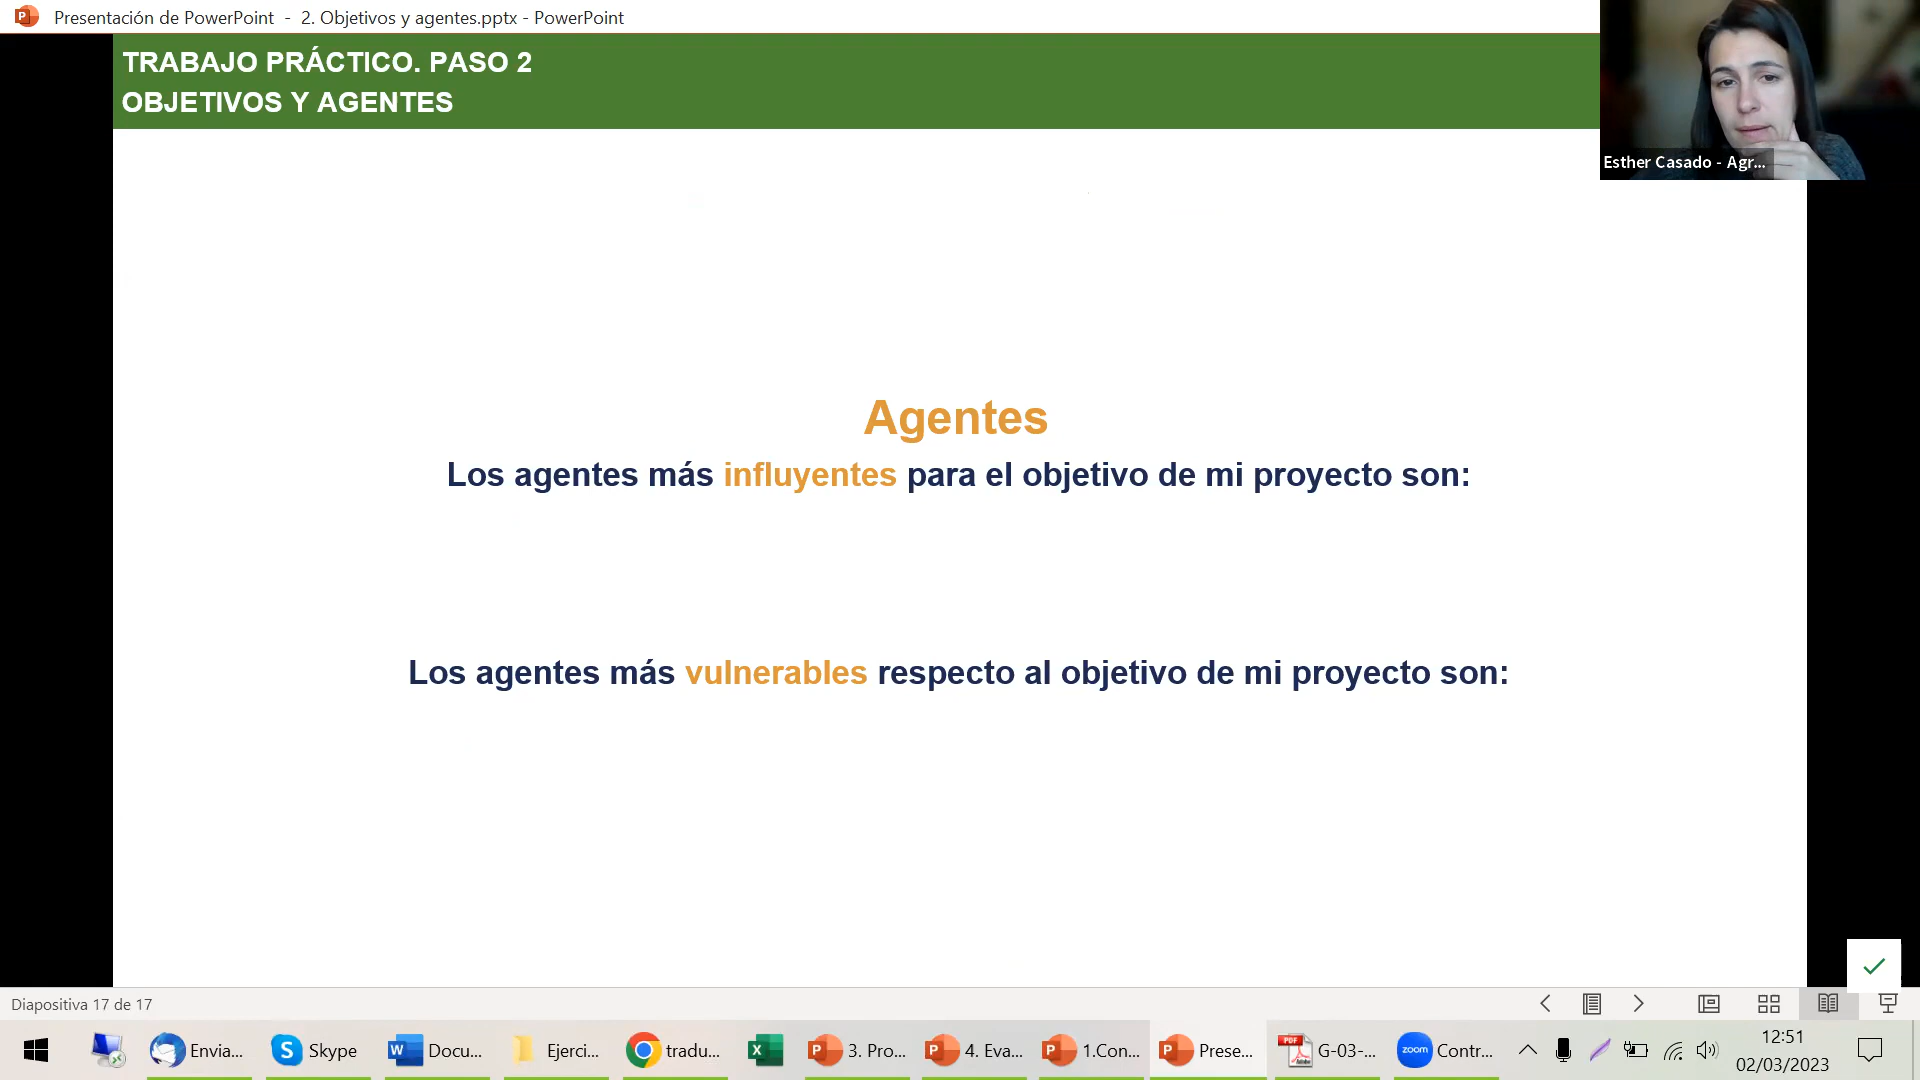 Presentación de PowerPoint - 2. Objetivos y agentes.pptx - PowerPoint
TRABAJO PRÁCTICO. PASO 2
OBJETIVOS Y AGENTES
Esther Casado - Agr...
Agentes
Los agentes más influyentes para el objetivo de mi proyecto son:
Los agentes más vulnerables respecto al objetivo de mi proyecto son:
Diapositiva 17 de 17
Envia...
Skype
Docu...
Ejerci...
tradu...
3. Pro...
4. Eva...
1.Con...
Prese...
G-03-...
zoom
Contr...
12:51
02/03/2023